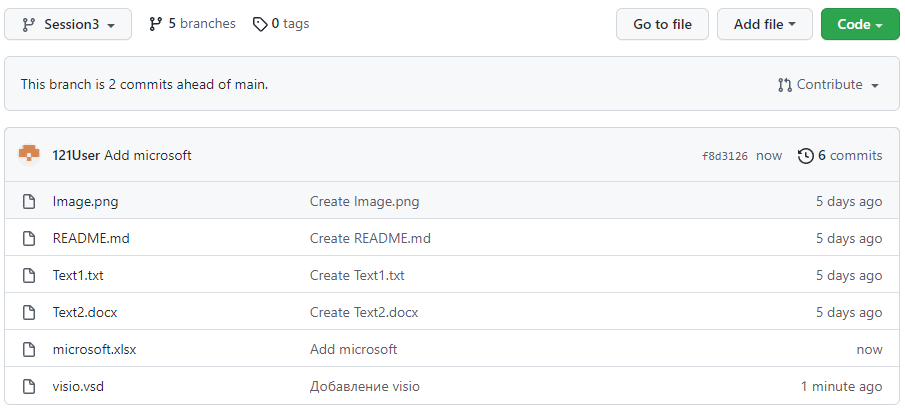 Session3 5 branches 0 tags Go to file Add file Code
This branch is 2 commits ahead of main. Contribute
121User Add microsoft f8d3126 now 6 commits
Image.png Create Image.png 5 days ago
README.md Create README.md 5 days ago
Text1.txt Create Text1.txt 5 days ago
Text2.docx Create Text2.docx 5 days ago
microsoft.xlsx Add microsoft now
visio.vsd Добавление visio 1 minute ago